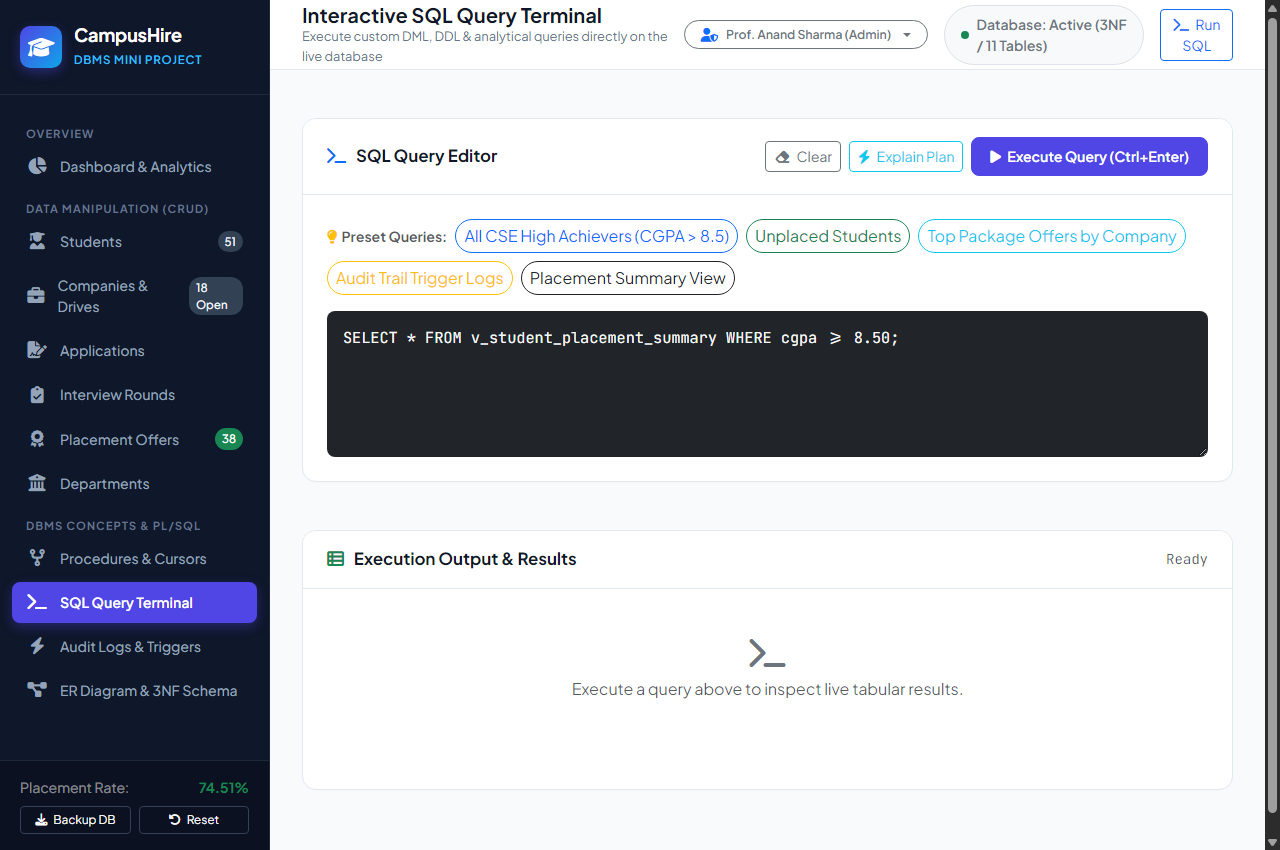 CampusHire
DBMS MINI PROJECT
OVERVIEW
Dashboard & Analytics
DATA MANIPULATION (CRUD)
Students
51
Companies &
Drives
18
Open
Applications
Interview Rounds
Placement Offers
38
Departments
DBMS CONCEPTS & PL/SQL
Procedures & Cursors
SQL Query Terminal
Audit Logs & Triggers
ER Diagram & 3NF Schema
Placement Rate:
74.51%
Backup DB
Reset
Interactive SQL Query Terminal
Execute custom DML, DDL & analytical queries directly on the
live database
Prof. Anand Sharma (Admin)
Database: Active (3NF
/ 11 Tables)
Run
SQL
SQL Query Editor
Clear
Explain Plan
Execute Query (Ctrl+Enter)
Preset Queries:
All CSE High Achievers (CGPA > 8.5)
Unplaced Students
Top Package Offers by Company
Audit Trail Trigger Logs
Placement Summary View
SELECT * FROM v_student_placement_summary WHERE cgpa >= 8.50;
Execution Output & Results
Ready
Execute a query above to inspect live tabular results.